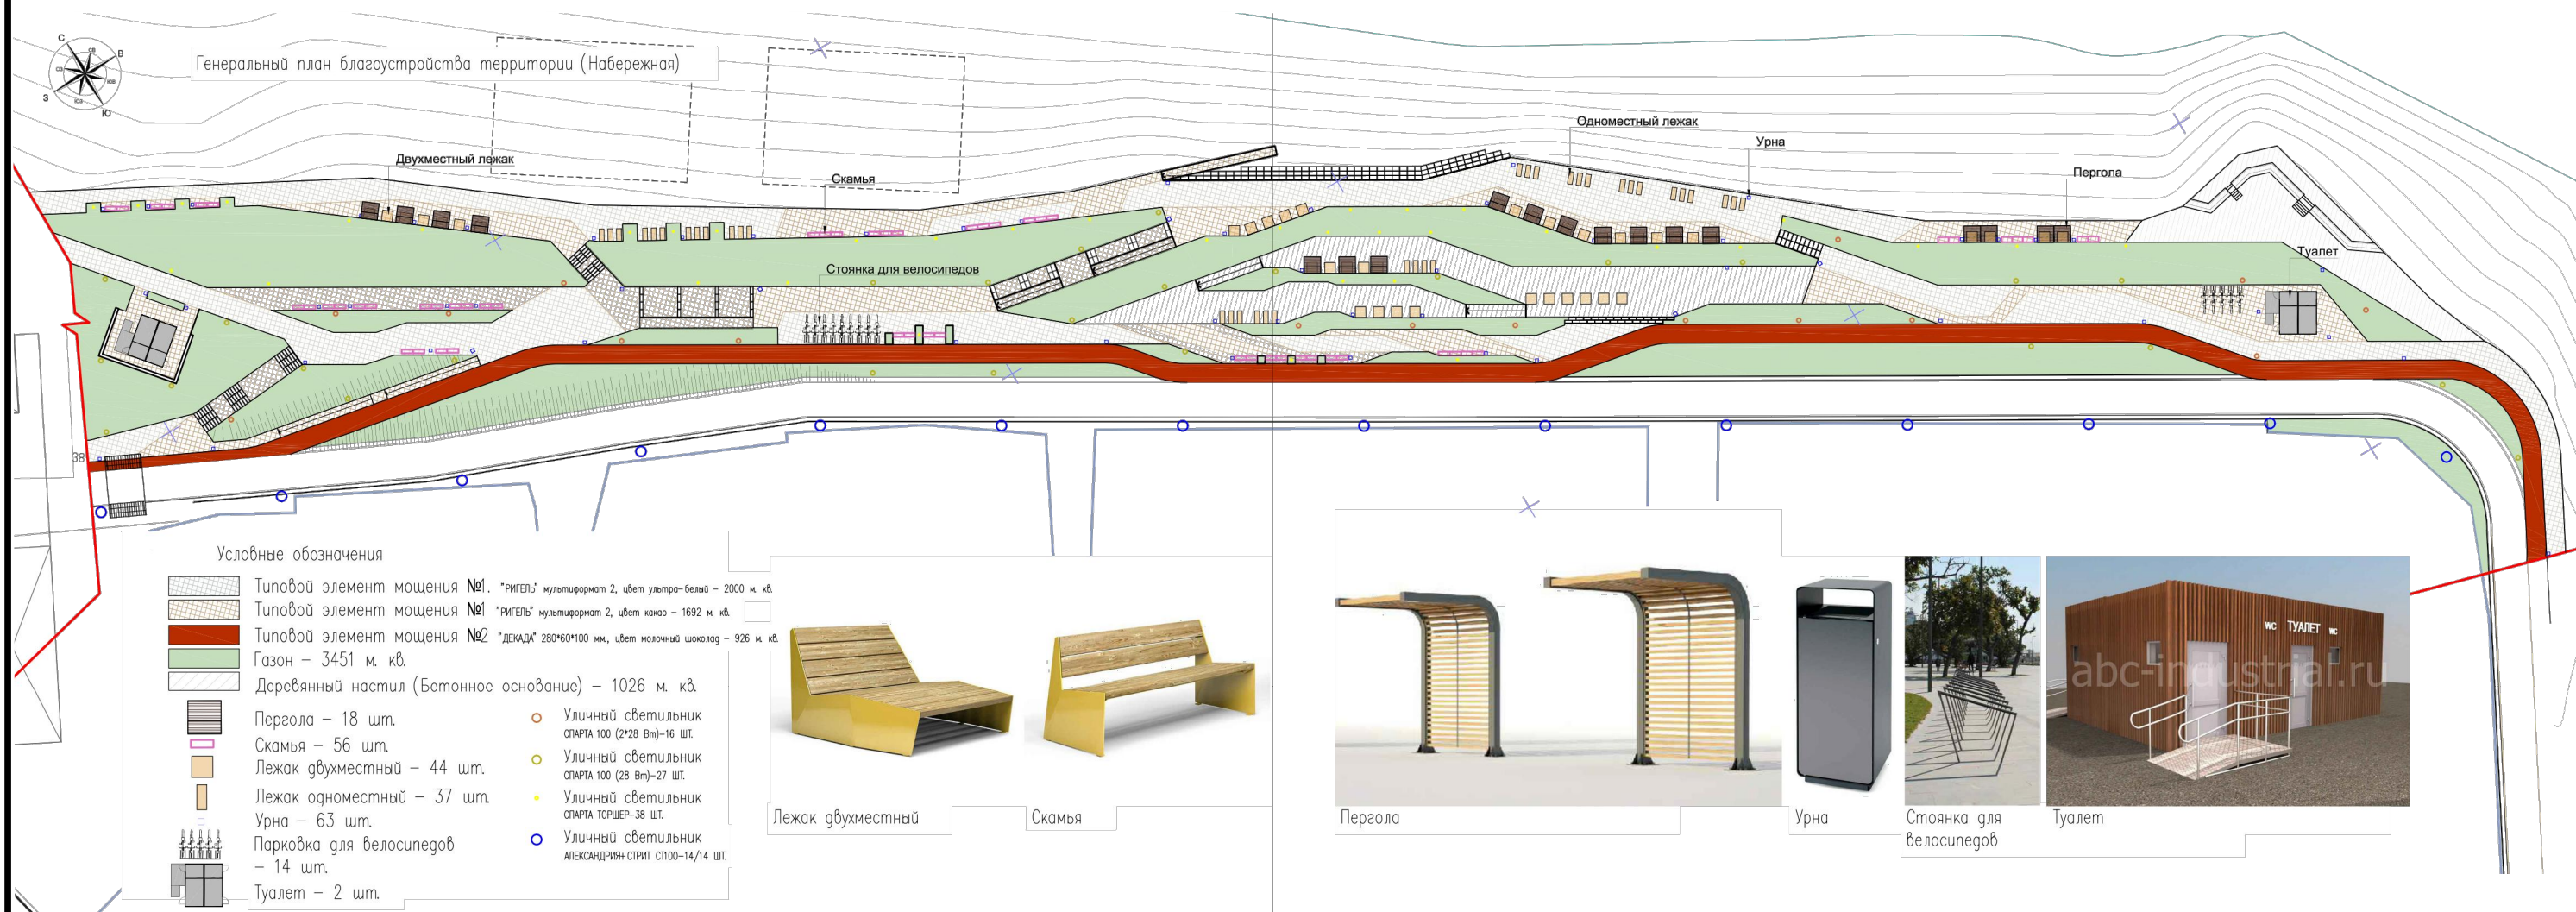 С
СВ
В
ЮВ
Ю
ЮЗ
З
СЗ
Генеральный план благоустройства территории (Набережная)
Двухместный лежак
Скамья
Одноместный лежак
Урна
Пергола
Стоянка для велосипедов
Туалет
38
Условные обозначения
Типовой элемент мощения №1. "РИГЕЛЬ" мультиформат 2, цвет ультра-белый – 2000 м. кв.
Типовой элемент мощения №1 "РИГЕЛЬ" мультиформат 2, цвет какао – 1692 м. кв.
Типовой элемент мощения №2 "ДЕКАДА" 280*60*100 мм., цвет молочный шоколад – 926 м. кв.
Газон – 3451 м. кв.
Деревянный настил (Бетонное основание) – 1026 м. кв.
Пергола – 18 шт.
Скамья – 56 шт.
Лежак двухместный – 44 шт.
Лежак одноместный – 37 шт.
Урна – 63 шт.
Парковка для велосипедов
– 14 шт.
Туалет – 2 шт.
Уличный светильник
СПАРТА 100 (2*28 Вт)-16 ШТ.
Уличный светильник
СПАРТА 100 (28 Вт)-27 ШТ.
Уличный светильник
СПАРТА ТОРШЕР-38 ШТ.
Уличный светильник
АЛЕКСАНДРИЯ+СТРИТ СТ100-14/14 ШТ.
Лежак двухместный
Скамья
Пергола
Урна
Стоянка для
велосипедов
WC ТУАЛЕТ WC
abc-industrial.ru
Туалет